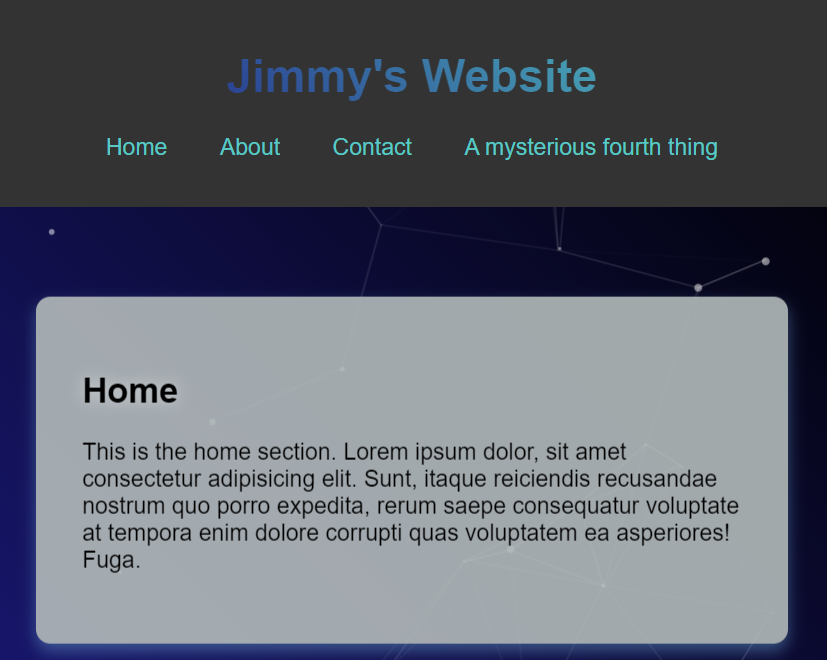 Jimmy's Website
Home About Contact A mysterious fourth thing
Home
This is the home section. Lorem ipsum dolor, sit amet
consectetur adipisicing elit. Sunt, itaque reiciendis recusandae
nostrum quo porro expedita, rerum saepe consequatur voluptate
at tempora enim dolore corrupti quas voluptatem ea asperiores!
Fuga.